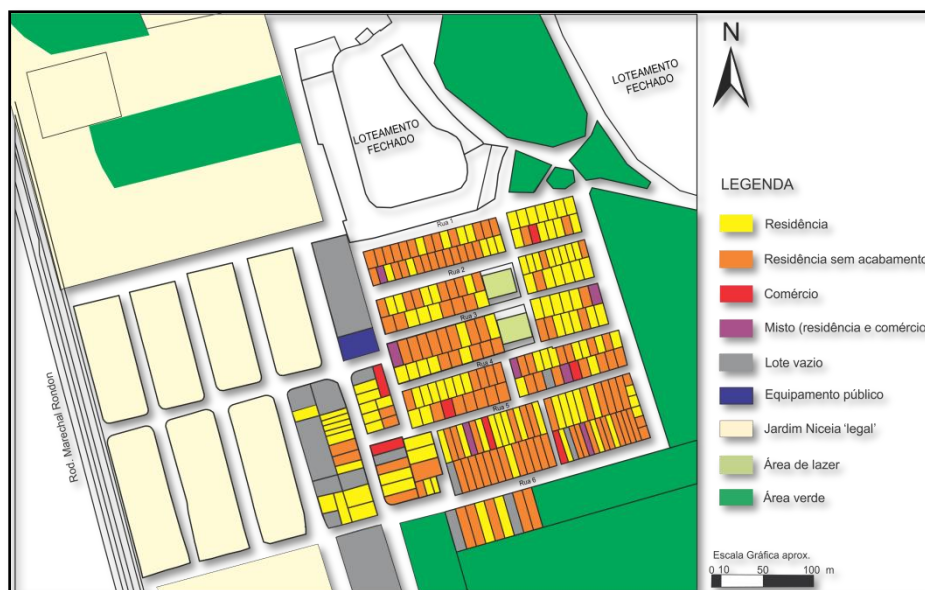 LOTEAMENTO
FECHADO
LOTEAMENTO
FECHADO
Rua 1
Rua 2
Rua 3
Rua 4
Rua 5
Rua 6
Rod. Marechal Rondon
N
LEGENDA
Residência
Residência sem acabamento
Comércio
Misto (residência e comércio
Lote vazio
Equipamento público
Jardim Niceia 'legal'
Área de lazer
Área verde
Escala Gráfica aprox.
0 10 50 100 m